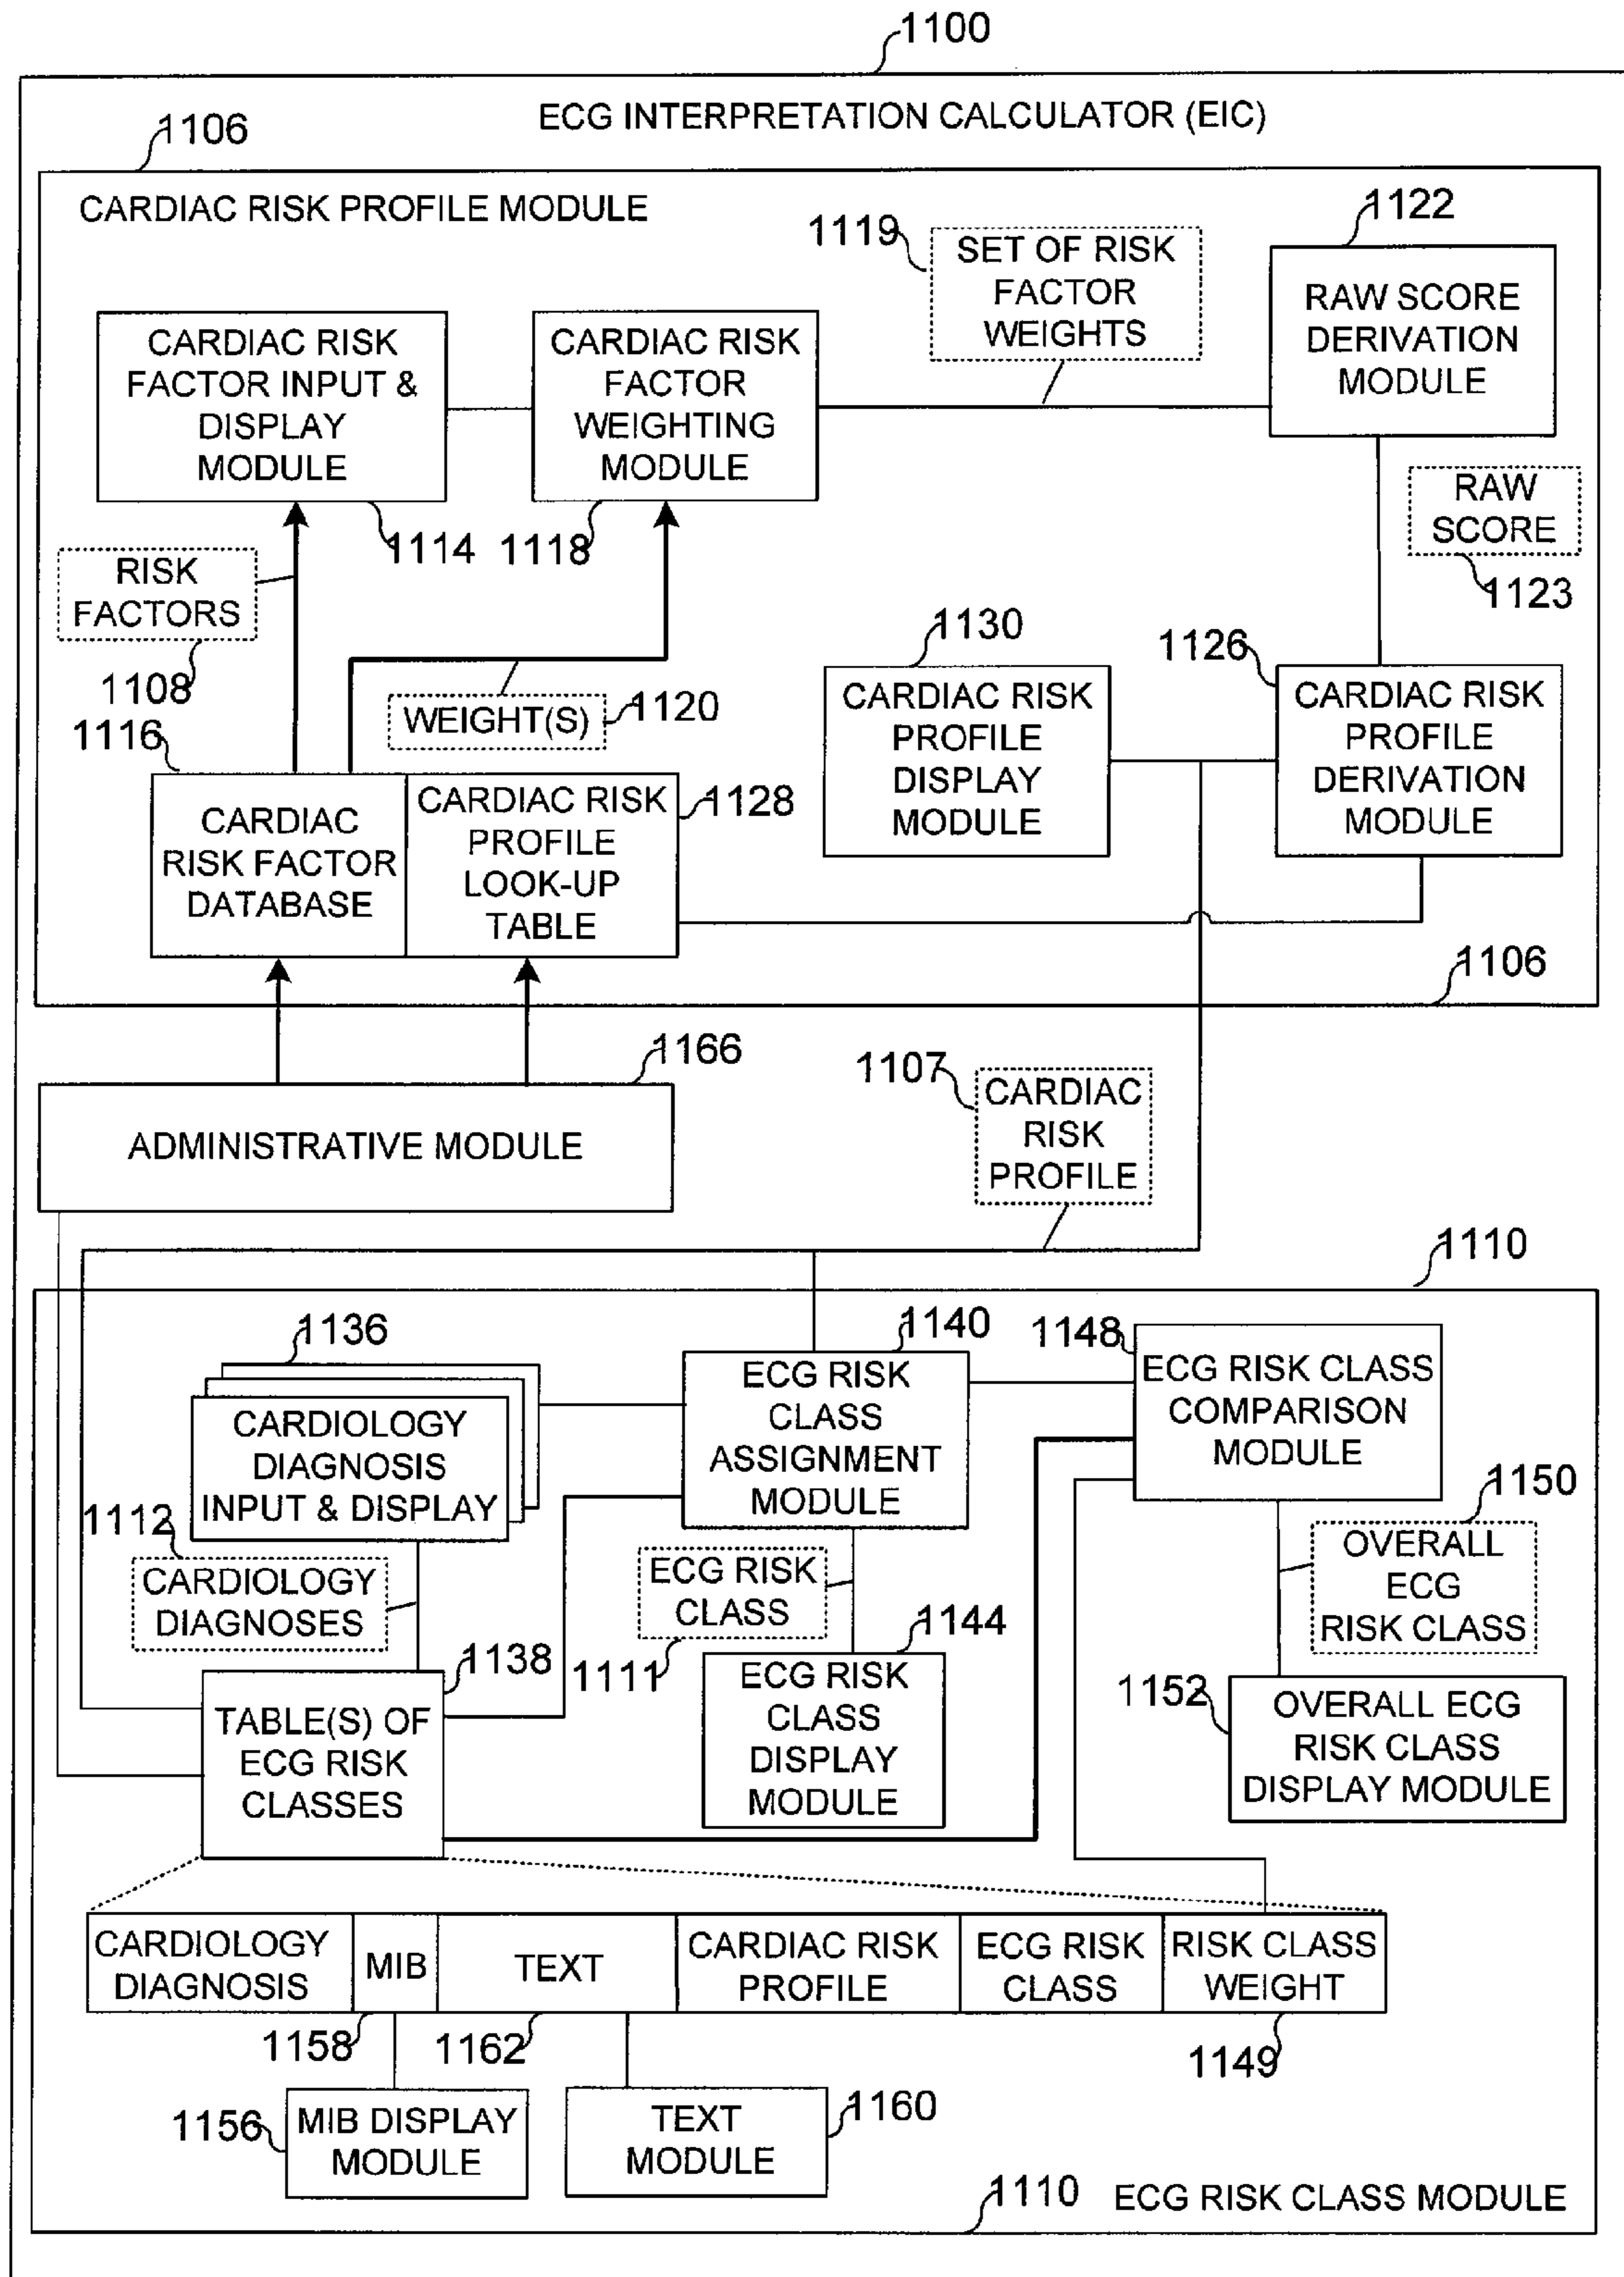 1100
ECG INTERPRETATION CALCULATOR (EIC)
1106
CARDIAC RISK PROFILE MODULE
1119
SET OF RISK
FACTOR
WEIGHTS
1122
RAW SCORE
DERIVATION
MODULE
CARDIAC RISK
FACTOR INPUT &
DISPLAY
MODULE
CARDIAC RISK
FACTOR
WEIGHTING
MODULE
1114
1118
RAW
SCORE
1123
RISK
FACTORS
1108
1130
1126
WEIGHT(S)
1120
1116
CARDIAC RISK
PROFILE
DISPLAY
MODULE
CARDIAC RISK
PROFILE
DERIVATION
MODULE
CARDIAC
RISK FACTOR
DATABASE
CARDIAC RISK
PROFILE
LOOK-UP
TABLE
1128
1106
1166
ADMINISTRATIVE MODULE
1107
CARDIAC
RISK
PROFILE
1110
1136
CARDIOLOGY
DIAGNOSIS
INPUT & DISPLAY
1140
ECG RISK
CLASS
ASSIGNMENT
MODULE
1148
ECG RISK CLASS
COMPARISON
MODULE
1112
CARDIOLOGY
DIAGNOSES
ECG RISK
CLASS
1111
1150
OVERALL
ECG
RISK CLASS
1138
TABLE(S) OF
ECG RISK
CLASSES
1144
ECG RISK
CLASS
DISPLAY
MODULE
1152
OVERALL ECG
RISK CLASS
DISPLAY MODULE
CARDIOLOGY
DIAGNOSIS
MIB
TEXT
CARDIAC RISK
PROFILE
ECG RISK
CLASS
RISK CLASS
WEIGHT
1158
1162
1149
1156
MIB DISPLAY
MODULE
TEXT
MODULE
1160
1110
ECG RISK CLASS MODULE